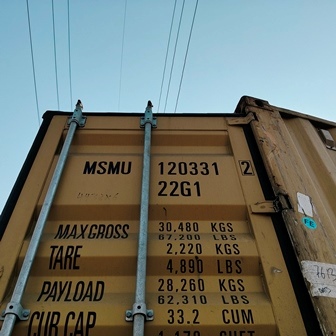 MSMU 120331 2
22G1
MAX GROSS 30,480 KGS
67,200 LBS
TARE 2,220 KGS
4,890 LBS
PAYLOAD 28,260 KGS
62,310 LBS
CUB CAP 33.2 CUM